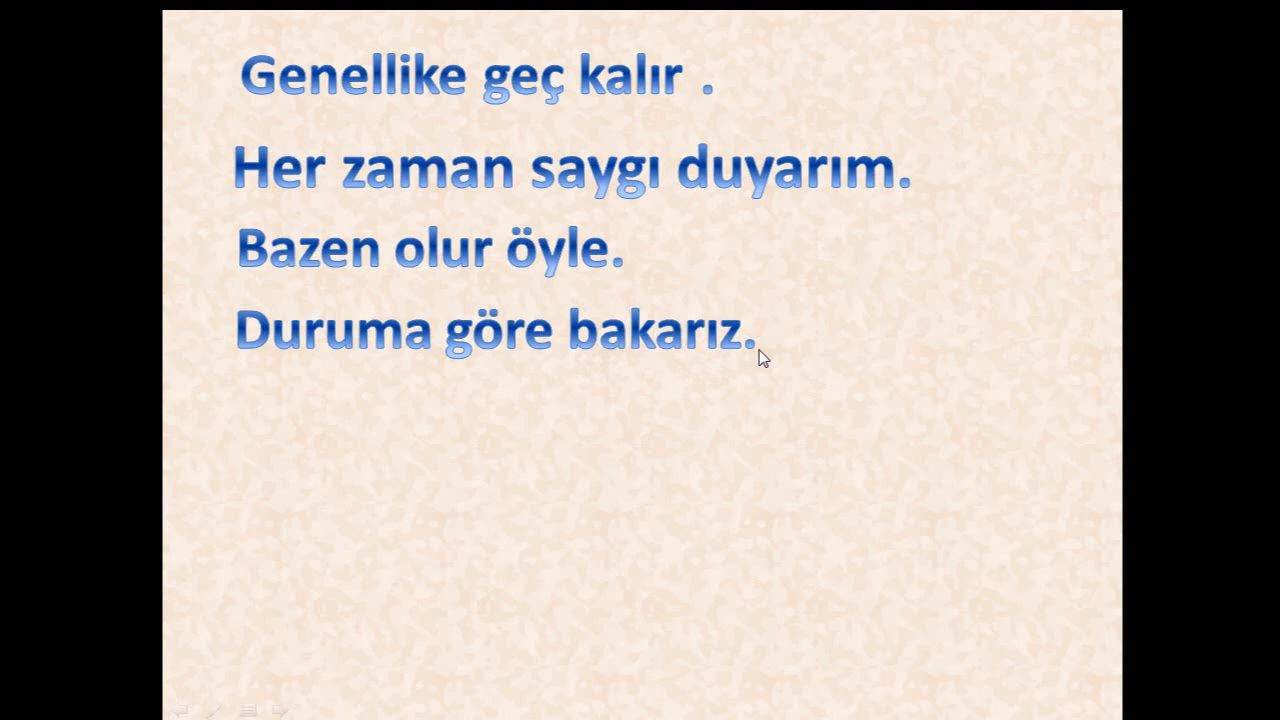 Genellike geç kalır .
Her zaman saygı duyarım.
Bazen olur öyle.
Duruma göre bakarız.